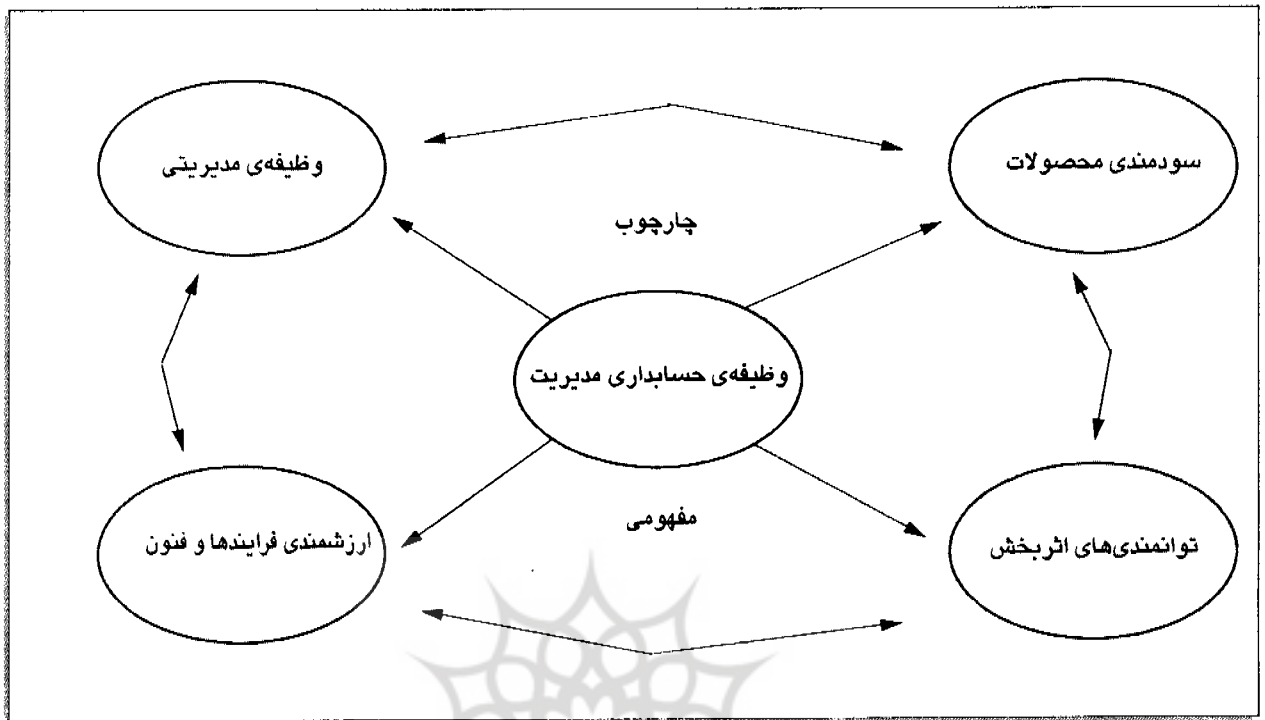 سودمندی محصولات
وظیفه‌ی مدیریتی
چارچوب
وظیفه‌ی حسابداری مدیریت
مفهومی
توانمندی‌های اثربخش
ارزشمندی فرایندها و فنون